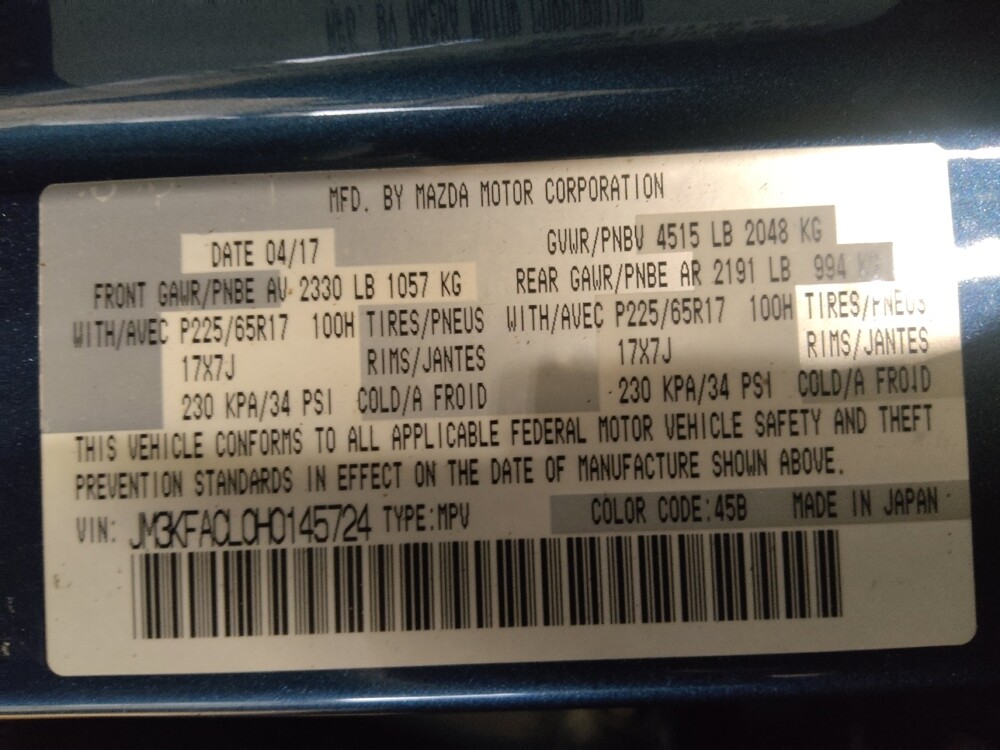 MFD. BY MAZDA MOTOR CORPORATION
DATE 04/17 GVWR/PNBV 4515 LB 2048 KG
FRONT GAWR/PNBE AV 2330 LB 1057 KG REAR GAWR/PNBE AR 2191 LB 994 KG
WITH/AVEC P225/65R17 100H TIRES/PNEUS WITH/AVEC P225/65R17 100H TIRES/PNEUS
17X7J RIMS/JANTES 17X7J RIMS/JANTES
230 KPA/34 PSI COLD/A FROID 230 KPA/34 PSI COLD/A FROID
THIS VEHICLE CONFORMS TO ALL APPLICABLE FEDERAL MOTOR VEHICLE SAFETY AND THEFT
PREVENTION STANDARDS IN EFFECT ON THE DATE OF MANUFACTURE SHOWN ABOVE.
VIN: JM3KFACL0H0145724 TYPE:MPV COLOR CODE:45B MADE IN JAPAN